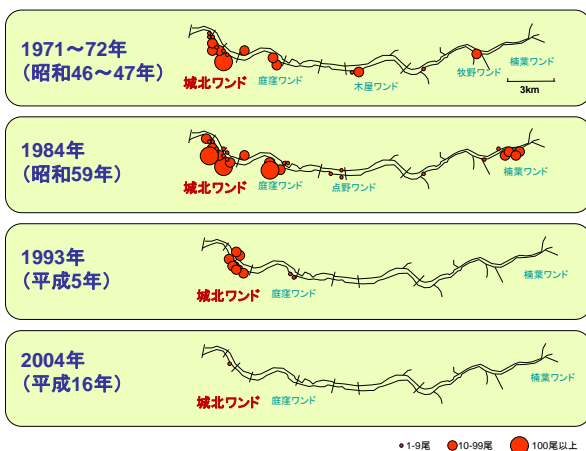 1971～72年
（昭和46～47年）
城北ワンド
庭窪ワンド
木屋ワンド
牧野ワンド
楠葉ワンド
3km
1984年
（昭和59年）
城北ワンド
庭窪ワンド
点野ワンド
楠葉ワンド
1993年
（平成5年）
城北ワンド
庭窪ワンド
楠葉ワンド
2004年
（平成16年）
城北ワンド
庭窪ワンド
楠葉ワンド
1-9尾 10-99尾 100尾以上